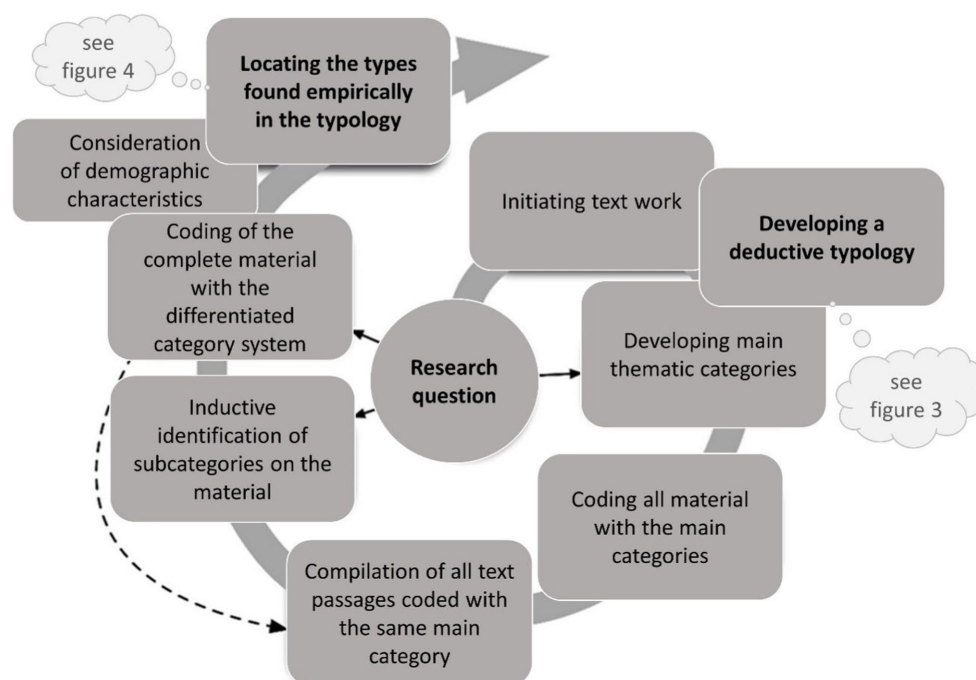 see
figure 4
Locating the types
found empirically
in the typology
Consideration
of demographic
characteristics
Coding of the
complete material
with the
differentiated
category system
Inductive
identification of
subcategories on the
material
Compilation of all text
passages coded with
the same main
category
Coding all material
with the main
categories
Developing main
thematic categories
Initiating text work
Developing a
deductive typology
see
figure 3
Research
question